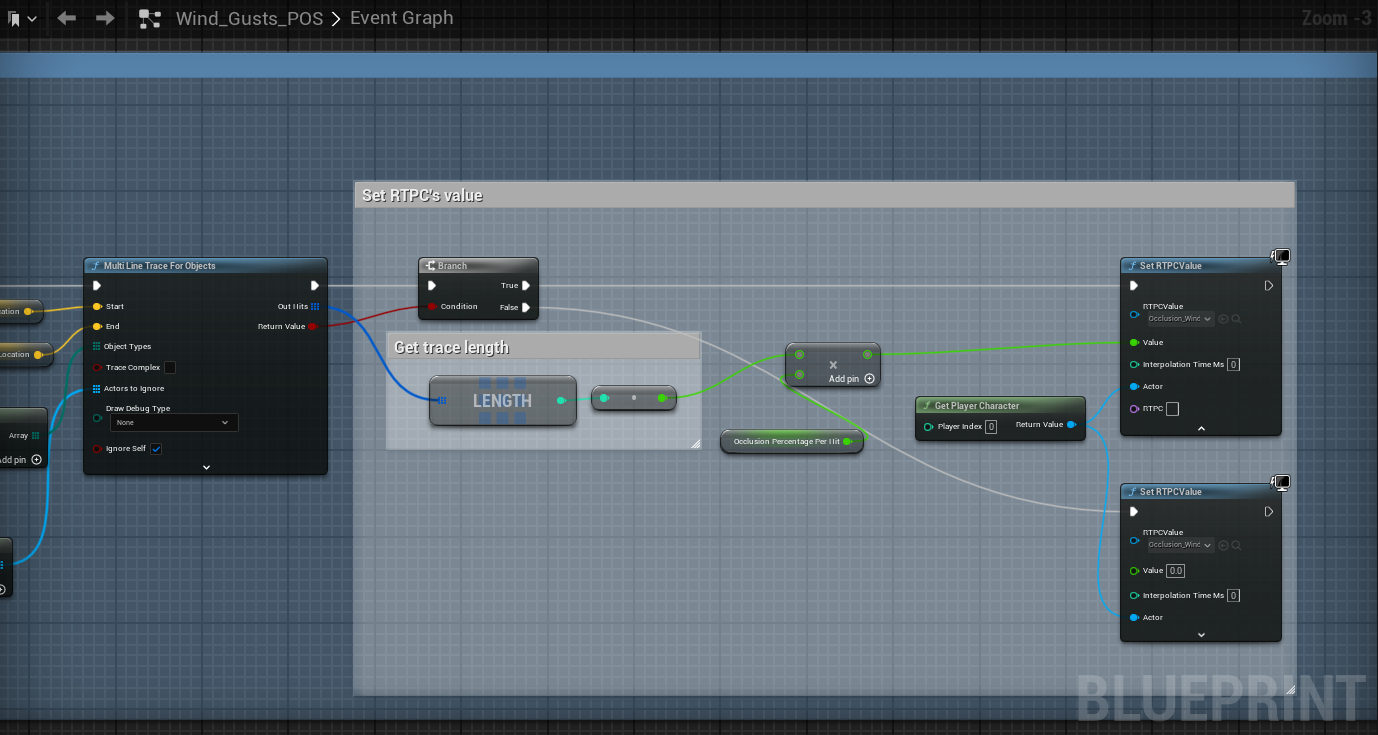 Wind_Gusts_POS > Event Graph
Zoom -3
Set RTPC's value
Multi Line Trace For Objects
Start
Out Hits
End
Return Value
Object Types
Trace Complex
Actors to Ignore
Draw Debug Type
None
Ignore Self
ation
Location
Array
dd pin
Branch
True
Condition
False
Get trace length
LENGTH
x
Add pin
Occlusion Percentage Per Hit
Get Player Character
Player Index 0
Return Value
Set RTPCValue
RTPCValue
Occlusion_Wind
Value
Interpolation Time Ms 0
Actor
RTPC
Set RTPCValue
RTPCValue
Occlusion_Wind
Value 0.0
Interpolation Time Ms 0
Actor
BLUEPRINT